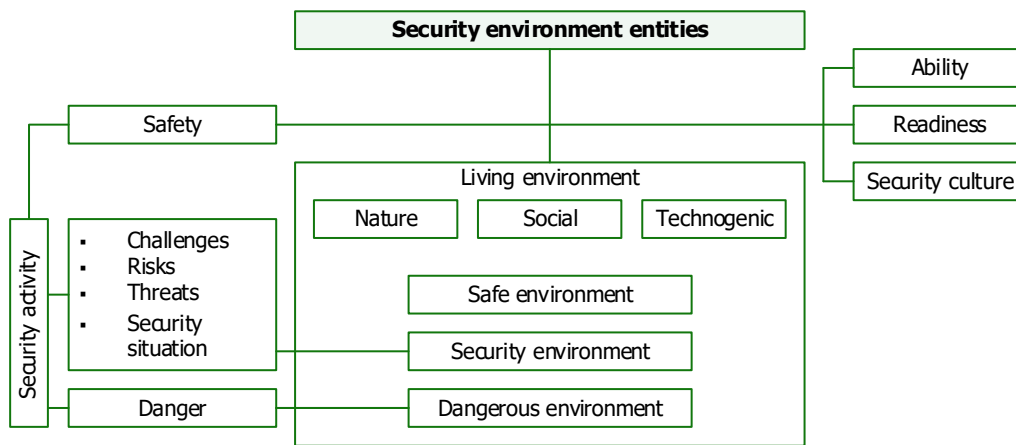 Security environment entities
Ability
Safety
Readiness
Living environment
Security culture
Nature
Social
Technogenic
Security activity
▪ Challenges
▪ Risks
▪ Threats
▪ Security
situation
Safe environment
Security environment
Danger
Dangerous environment